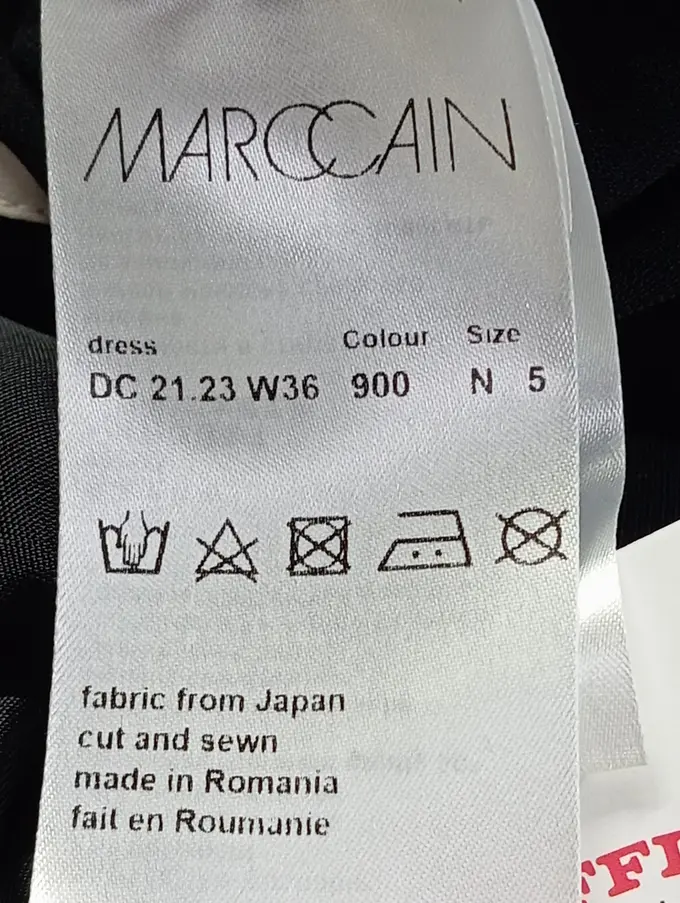 MARCCAIN
dress Colour Size
DC 21.23 W36 900 N 5
fabric from Japan
cut and sewn
made in Romania
fait en Roumanie